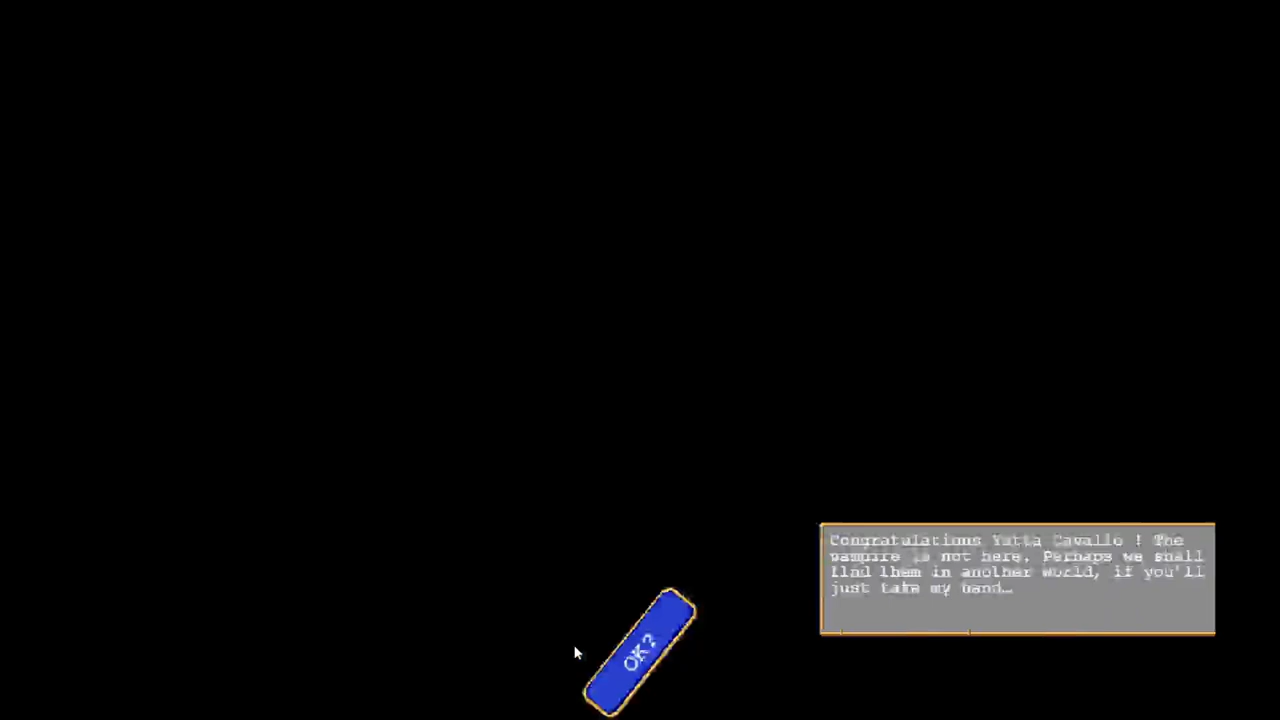 Congratulations Yatta Cavallo ! The
vampire is not here. Perhaps we shall
find them in another world, if you'll
just take my hand…
OK?